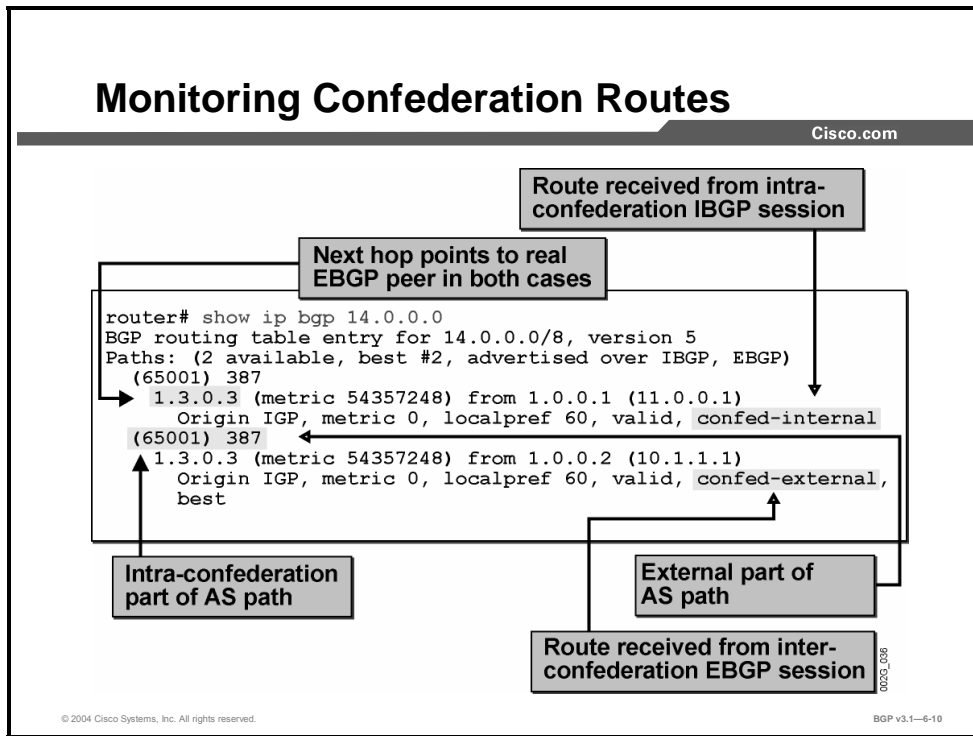 Monitoring Confederation Routes
Cisco.com
Route received from intra-
confederation IBGP session
Next hop points to real
EBGP peer in both cases
router# show ip bgp 14.0.0.0
BGP routing table entry for 14.0.0.0/8, version 5
Paths: (2 available, best #2, advertised over IBGP, EBGP)
(65001) 387
1.3.0.3 (metric 54357248) from 1.0.0.1 (11.0.0.1)
Origin IGP, metric 0, localpref 60, valid, confed-internal
(65001) 387
1.3.0.3 (metric 54357248) from 1.0.0.2 (10.1.1.1)
Origin IGP, metric 0, localpref 60, valid, confed-external,
best
Intra-confederation
part of AS path
External part of
AS path
Route received from inter-
confederation EBGP session
002G_036
© 2004 Cisco Systems, Inc. All rights reserved.
BGP v3.1—6-10